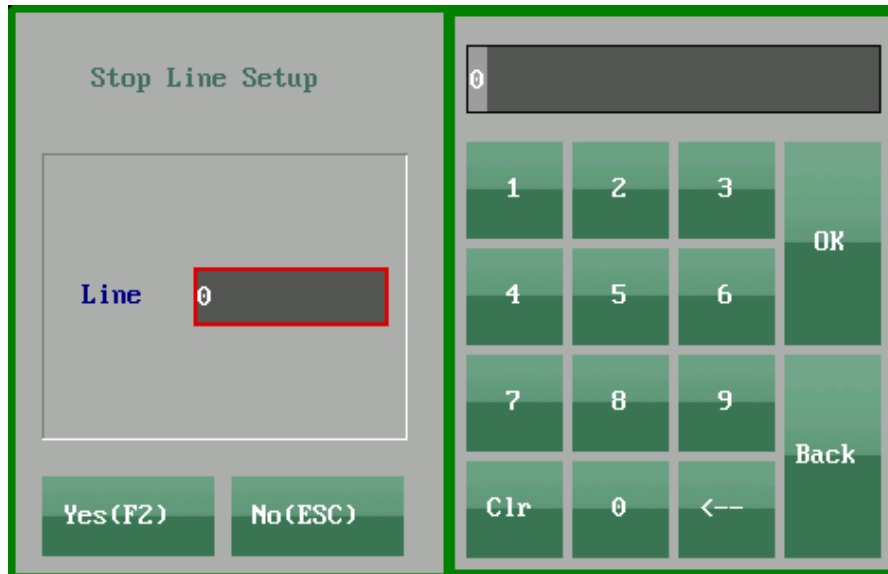 Stop Line Setup
Line 0
Yes(F2) No(ESC)
0
1 2 3
OK
4 5 6
7 8 9
Back
Clr 0 <--